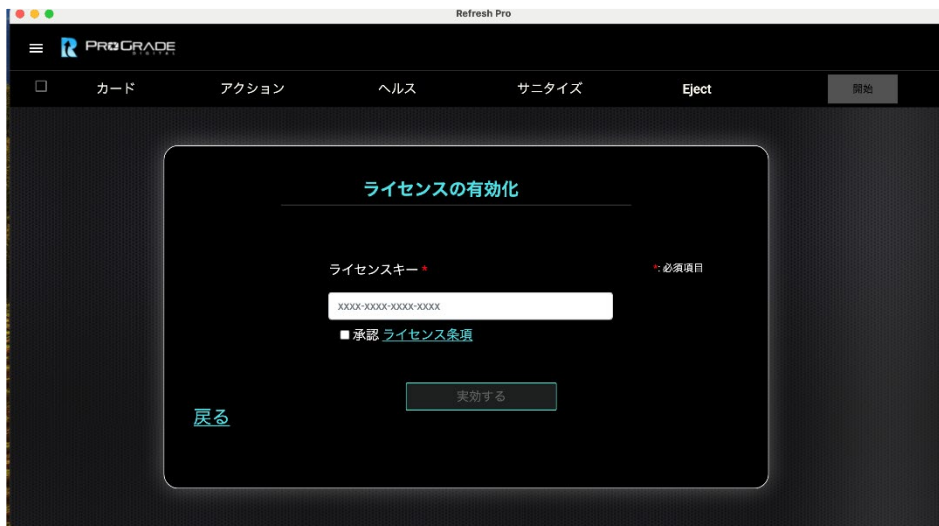 Refresh Pro
PROGRADE
DIGITAL
カード アクション ヘルス サニタイズ Eject 開始
ライセンスの有効化
ライセンスキー * *: 必須項目
xxxx-xxxx-xxxx-xxxx
承認 ライセンス条項
実効する
戻る